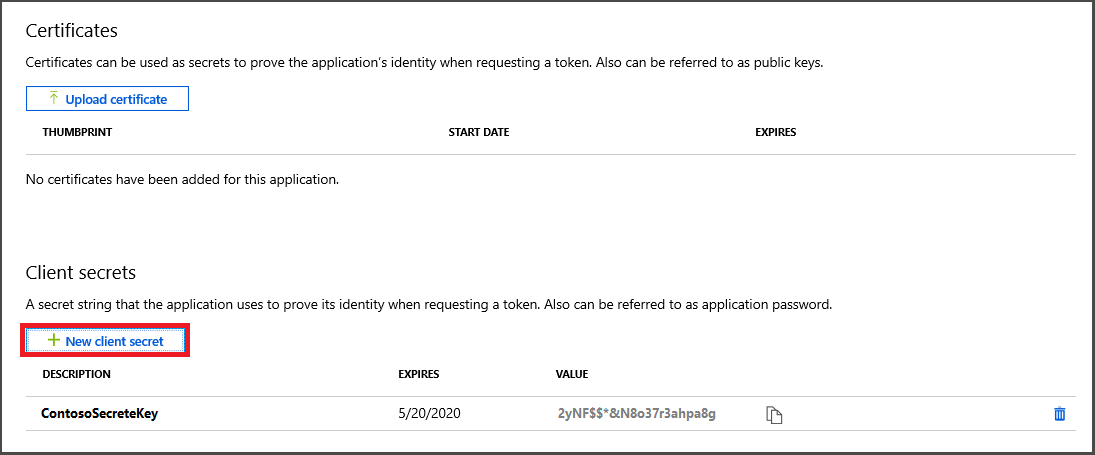 Certificates
Certificates can be used as secrets to prove the application's identity when requesting a token. Also can be referred to as public keys.
Upload certificate
THUMBPRINT START DATE EXPIRES
No certificates have been added for this application.
Client secrets
A secret string that the application uses to prove its identity when requesting a token. Also can be referred to as application password.
New client secret
DESCRIPTION EXPIRES VALUE
ContosoSecreteKey 5/20/2020 2yNF$$*&N8o37r3ahpa8g